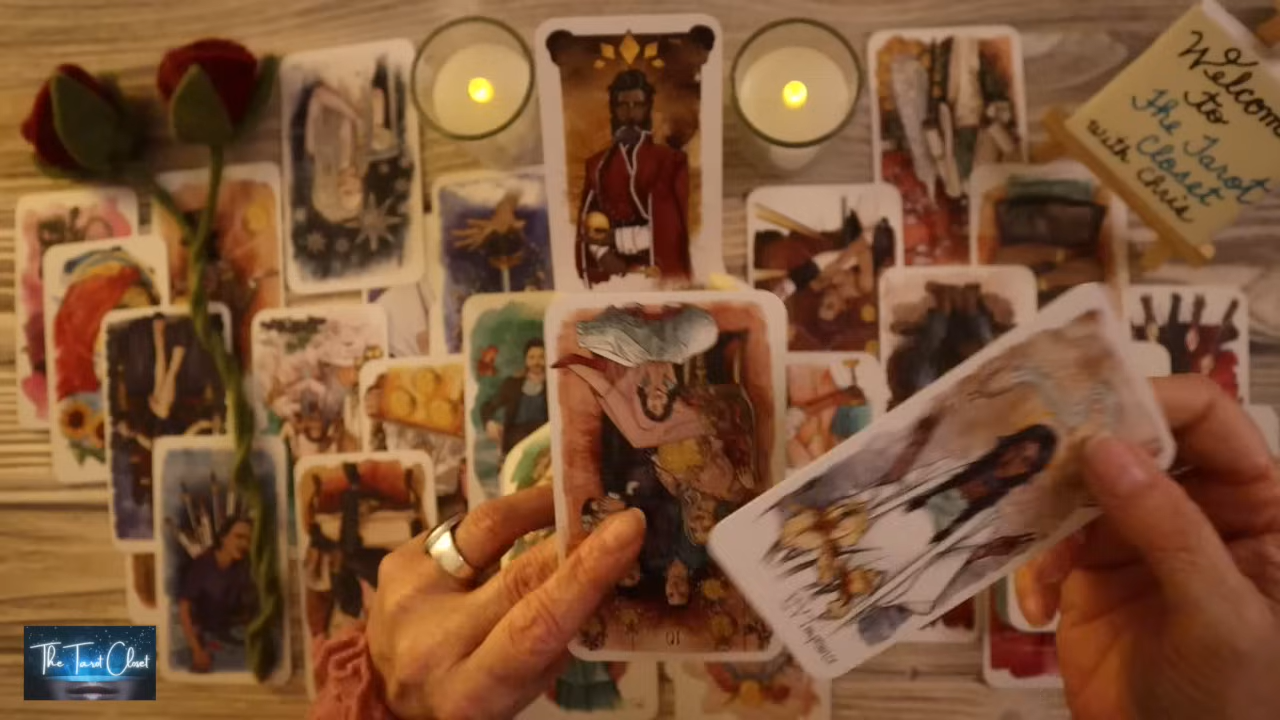 Welcome
to
The Tarot
Closet
with Chris
The Tarot Closet